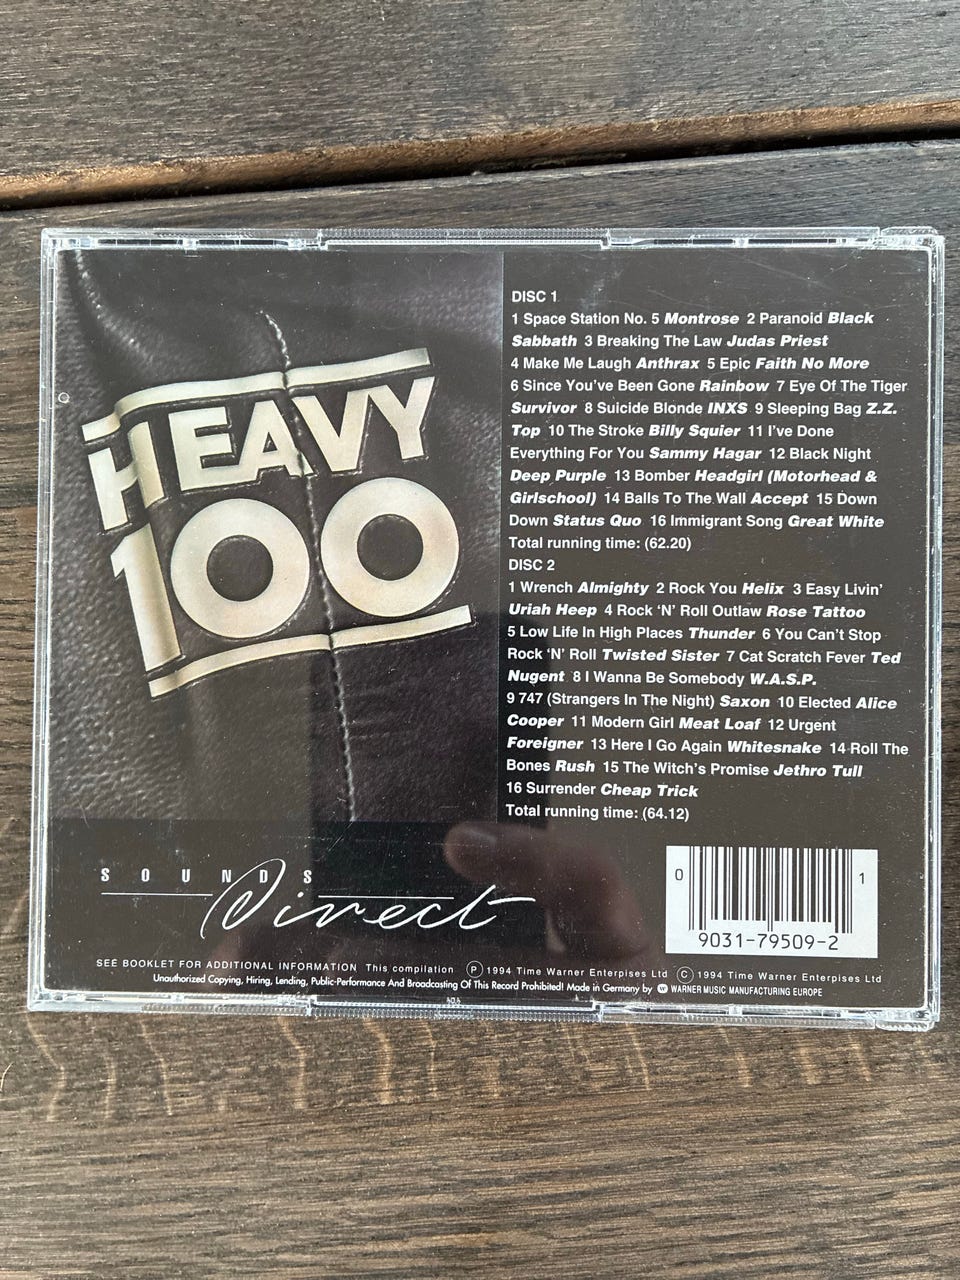 HEAVY
100
DISC 1
1 Space Station No. 5 Montrose 2 Paranoid Black
Sabbath 3 Breaking The Law Judas Priest
4 Make Me Laugh Anthrax 5 Epic Faith No More
6 Since You've Been Gone Rainbow 7 Eye Of The Tiger
Survivor 8 Suicide Blonde INXS 9 Sleeping Bag Z.Z.
Top 10 The Stroke Billy Squier 11 I've Done
Everything For You Sammy Hagar 12 Black Night
Deep Purple 13 Bomber Headgirl (Motorhead &
Girlschool) 14 Balls To The Wall Accept 15 Down
Down Status Quo 16 Immigrant Song Great White
Total running time: (62.20)
DISC 2
1 Wrench Almighty 2 Rock You Helix 3 Easy Livin'
Uriah Heep 4 Rock 'N' Roll Outlaw Rose Tattoo
5 Low Life In High Places Thunder 6 You Can't Stop
Rock 'N' Roll Twisted Sister 7 Cat Scratch Fever Ted
Nugent 8 I Wanna Be Somebody W.A.S.P.
9 747 (Strangers In The Night) Saxon 10 Elected Alice
Cooper 11 Modern Girl Meat Loaf 12 Urgent
Foreigner 13 Here I Go Again Whitesnake 14 Roll The
Bones Rush 15 The Witch's Promise Jethro Tull
16 Surrender Cheap Trick
Total running time: (64.12)
SOUNDS
Direct
0 1
9031-79509-2
SEE BOOKLET FOR ADDITIONAL INFORMATION This compilation Ⓟ 1994 Time Warner Enterpises Ltd © 1994 Time Warner Enterpises Ltd
Unauthorized Copying, Hiring, Lending, Public-Performance And Broadcasting Of This Record Prohibited! Made in Germany by WARNER MUSIC MANUFACTURING EUROPE